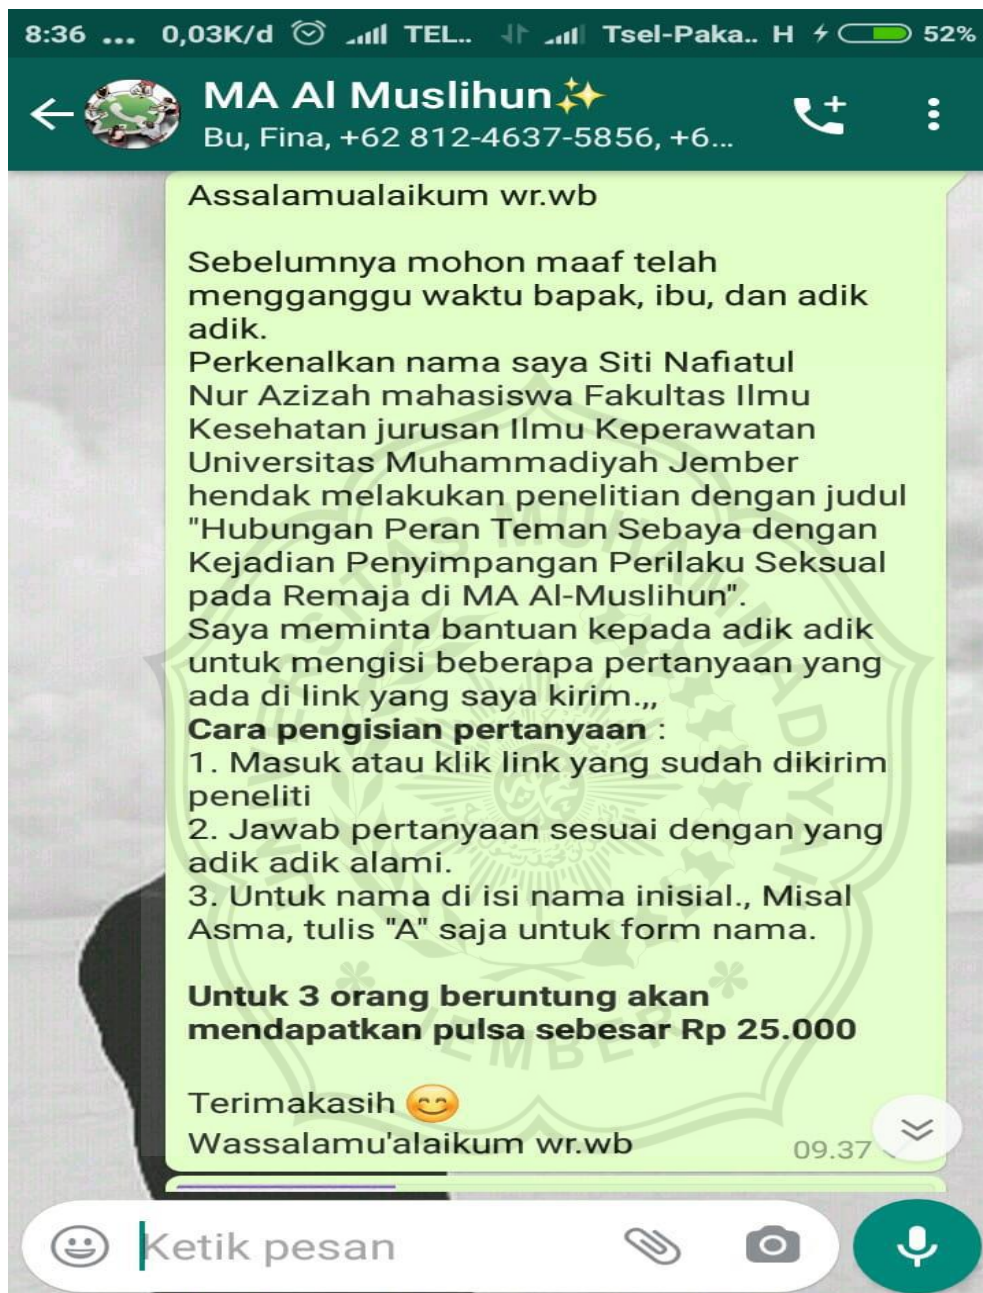 8:36 ... 0,03K/d TEL.. Tsel-Paka.. H 52%
MA Al Muslihun✨
Bu, Fina, +62 812-4637-5856, +6...
Assalamualaikum wr.wb
Sebelumnya mohon maaf telah
mengganggu waktu bapak, ibu, dan adik
adik.
Perkenalkan nama saya Siti Nafiatul
Nur Azizah mahasiswa Fakultas Ilmu
Kesehatan jurusan Ilmu Keperawatan
Universitas Muhammadiyah Jember
hendak melakukan penelitian dengan judul
"Hubungan Peran Teman Sebaya dengan
Kejadian Penyimpangan Perilaku Seksual
pada Remaja di MA Al-Muslihun".
Saya meminta bantuan kepada adik adik
untuk mengisi beberapa pertanyaan yang
ada di link yang saya kirim.,,
Cara pengisian pertanyaan :
1. Masuk atau klik link yang sudah dikirim
peneliti
2. Jawab pertanyaan sesuai dengan yang
adik adik alami.
3. Untuk nama di isi nama inisial., Misal
Asma, tulis "A" saja untuk form nama.
Untuk 3 orang beruntung akan
mendapatkan pulsa sebesar Rp 25.000
Terimakasih 😊
Wassalamu'alaikum wr.wb
09.37
Ketik pesan
UNIVERSITAS MUHAMMADIYAH
JEMBER